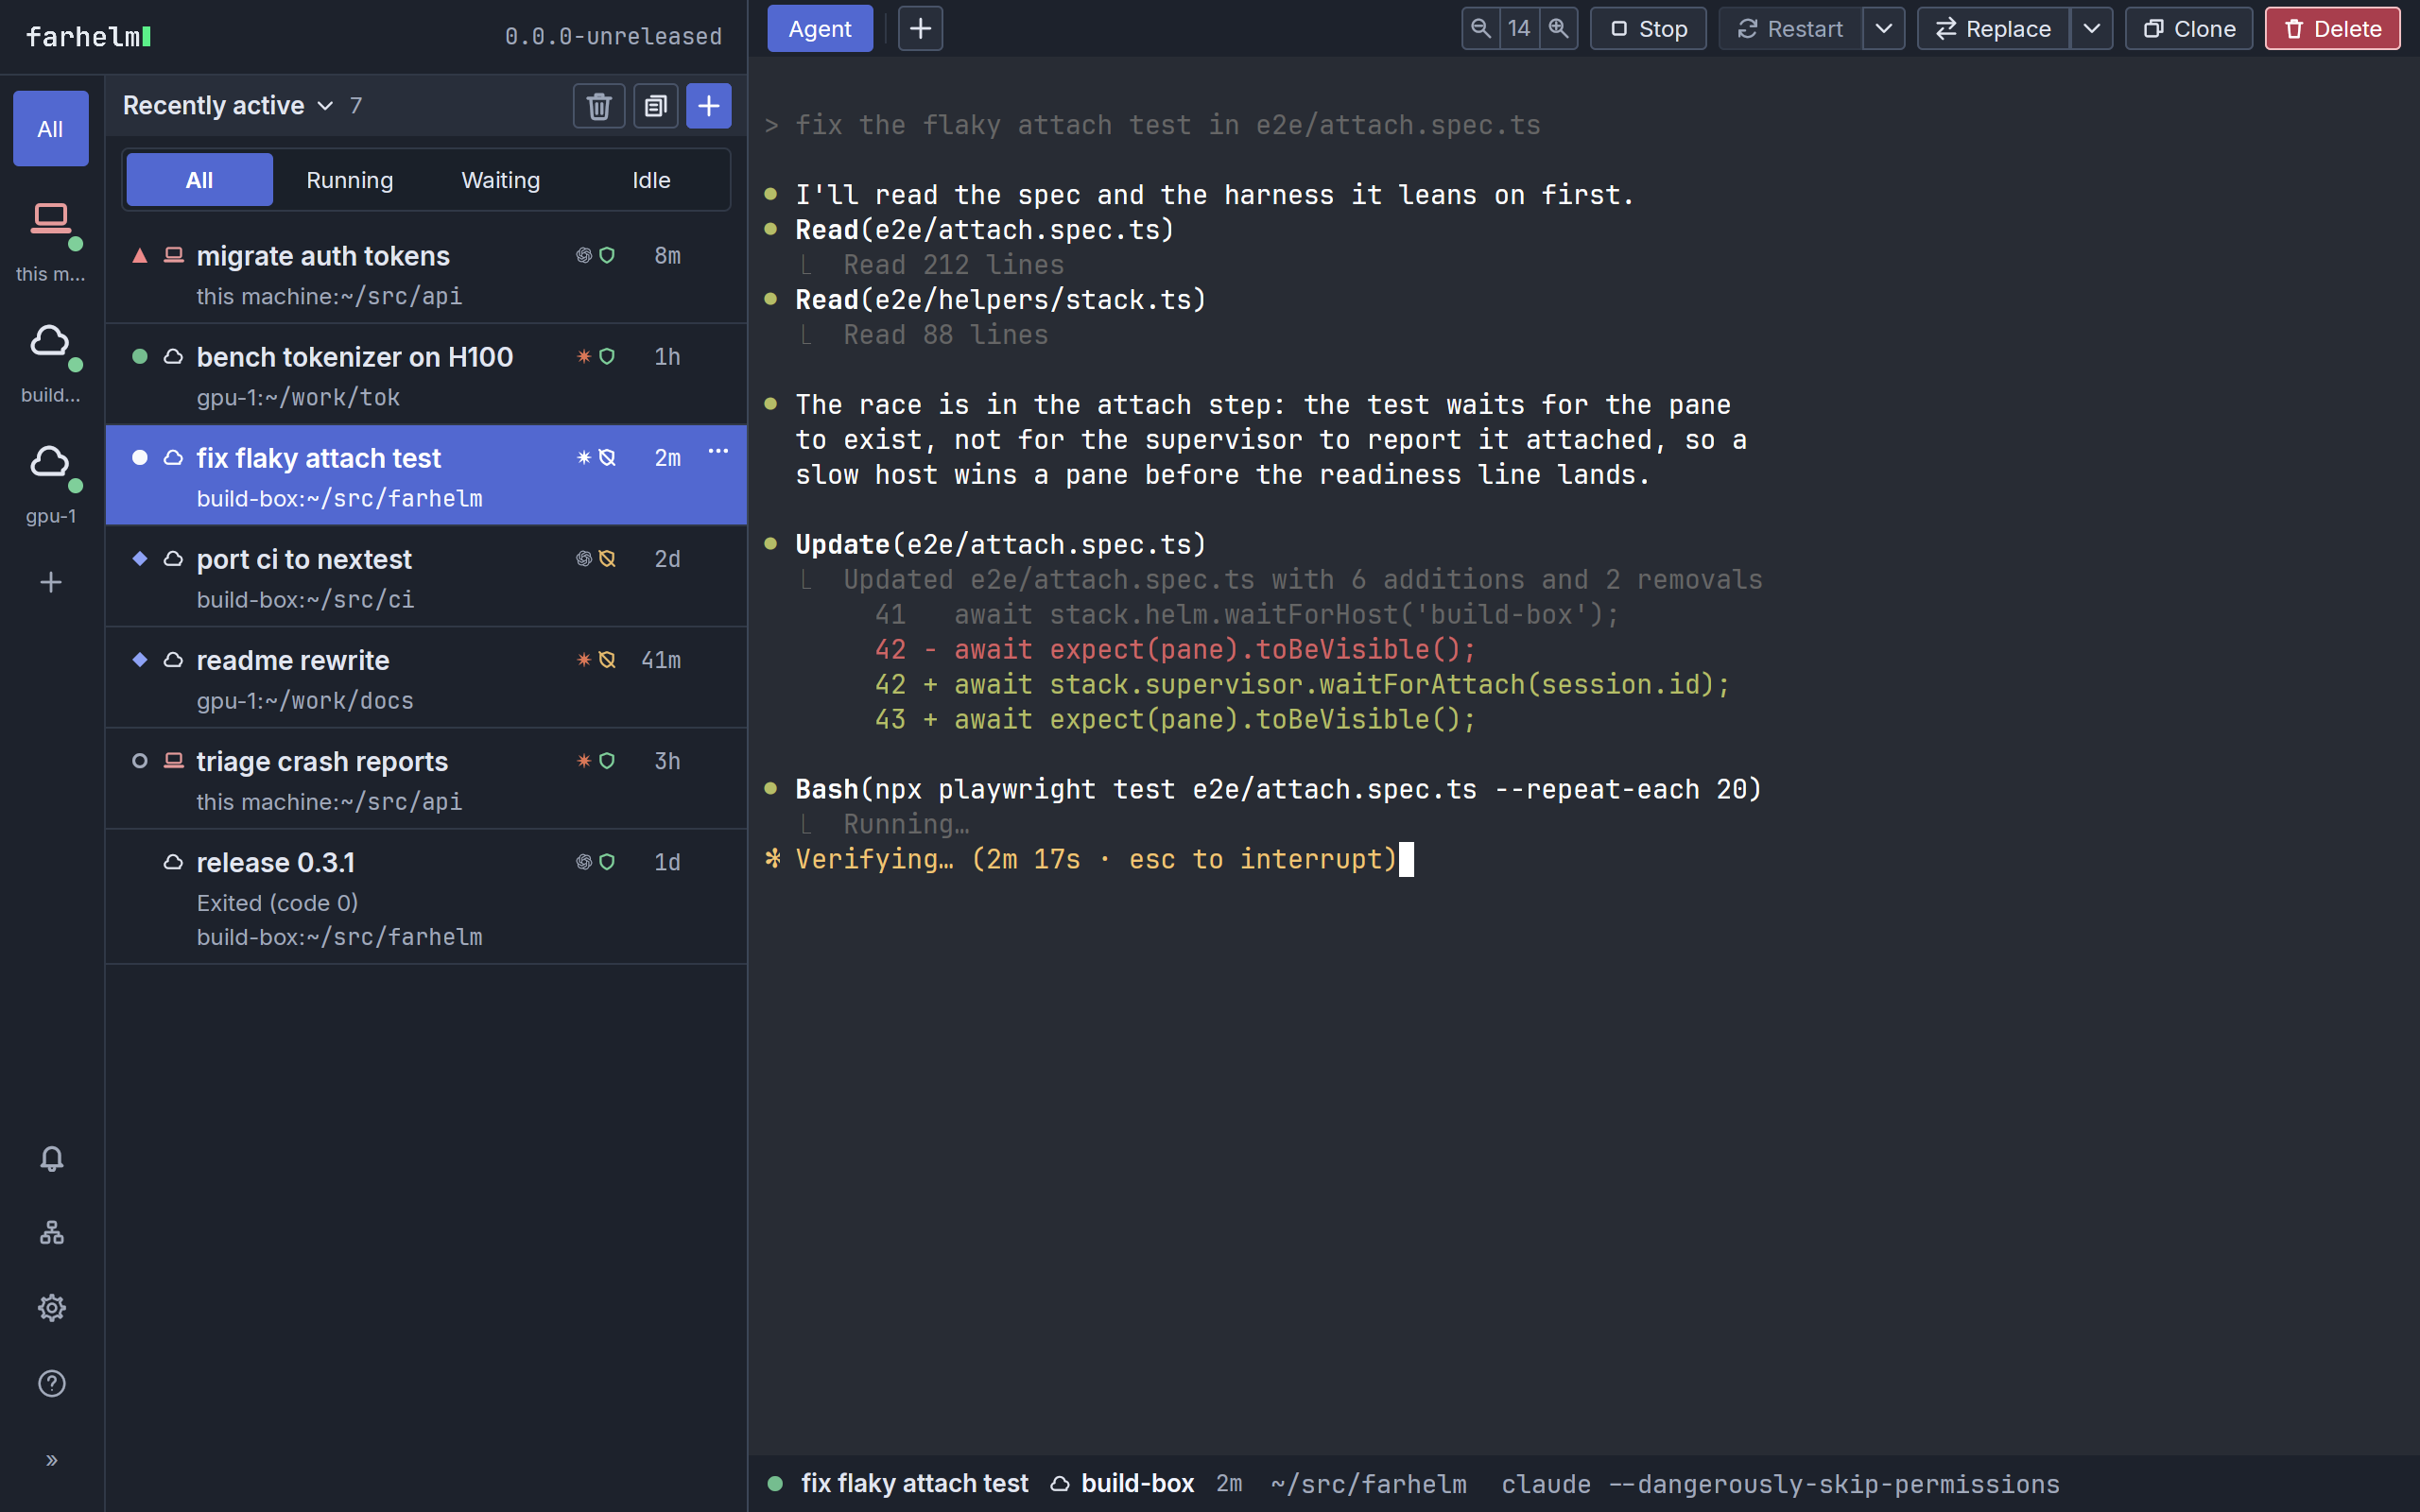 farhelm
0.0.0-unreleased
All
this m...
build...
gpu-1
Recently active 7
All Running Waiting Idle
migrate auth tokens 8m
this machine:~/src/api
bench tokenizer on H100 1h
gpu-1:~/work/tok
fix flaky attach test 2m ...
build-box:~/src/farhelm
port ci to nextest 2d
build-box:~/src/ci
readme rewrite 41m
gpu-1:~/work/docs
triage crash reports 3h
this machine:~/src/api
release 0.3.1 1d
Exited (code 0)
build-box:~/src/farhelm
»
Agent + 14 Stop Restart Replace Clone Delete
> fix the flaky attach test in e2e/attach.spec.ts
● I'll read the spec and the harness it leans on first.
● Read(e2e/attach.spec.ts)
⎿ Read 212 lines
● Read(e2e/helpers/stack.ts)
⎿ Read 88 lines
● The race is in the attach step: the test waits for the pane
to exist, not for the supervisor to report it attached, so a
slow host wins a pane before the readiness line lands.
● Update(e2e/attach.spec.ts)
⎿ Updated e2e/attach.spec.ts with 6 additions and 2 removals
41   await stack.helm.waitForHost('build-box');
42 - await expect(pane).toBeVisible();
42 + await stack.supervisor.waitForAttach(session.id);
43 + await expect(pane).toBeVisible();
● Bash(npx playwright test e2e/attach.spec.ts --repeat-each 20)
⎿ Running…
✻ Verifying… (2m 17s · esc to interrupt)
fix flaky attach test build-box 2m ~/src/farhelm claude --dangerously-skip-permissions